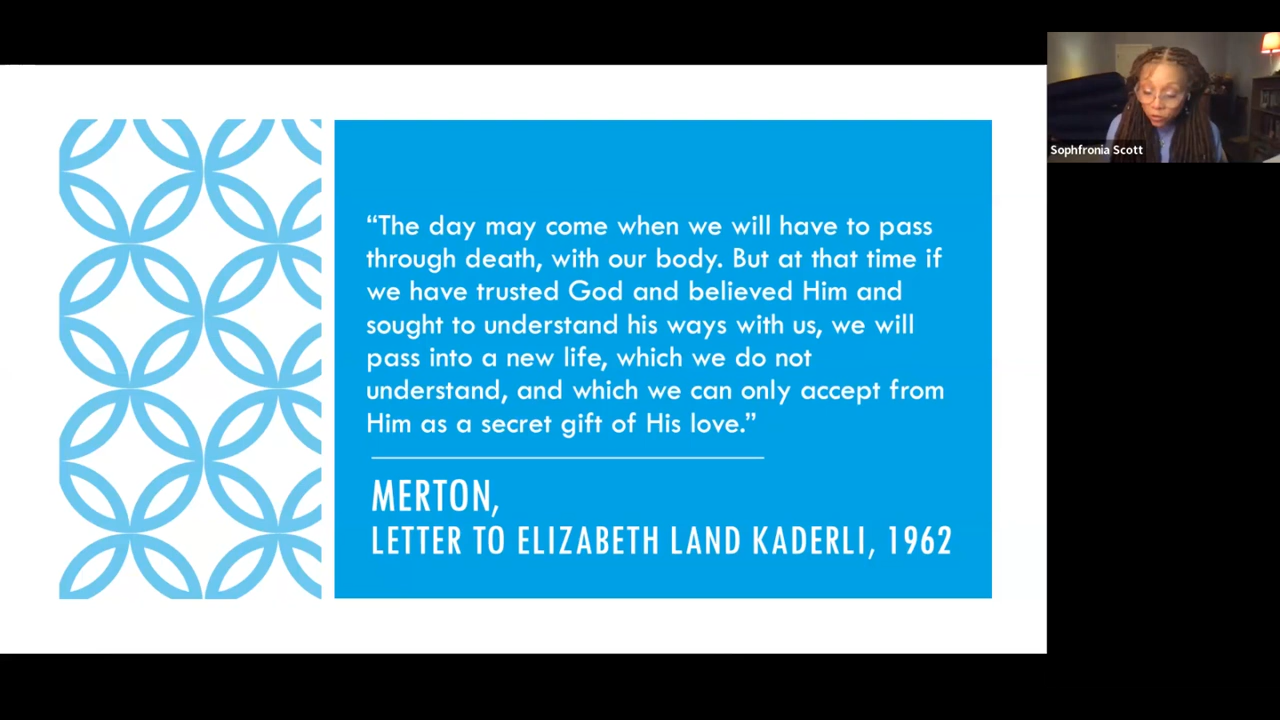 “The day may come when we will have to pass
through death, with our body. But at that time if
we have trusted God and believed Him and
sought to understand his ways with us, we will
pass into a new life, which we do not
understand, and which we can only accept from
Him as a secret gift of His love.”
MERTON,
LETTER TO ELIZABETH LAND KADERLI, 1962
Sophfronia Scott